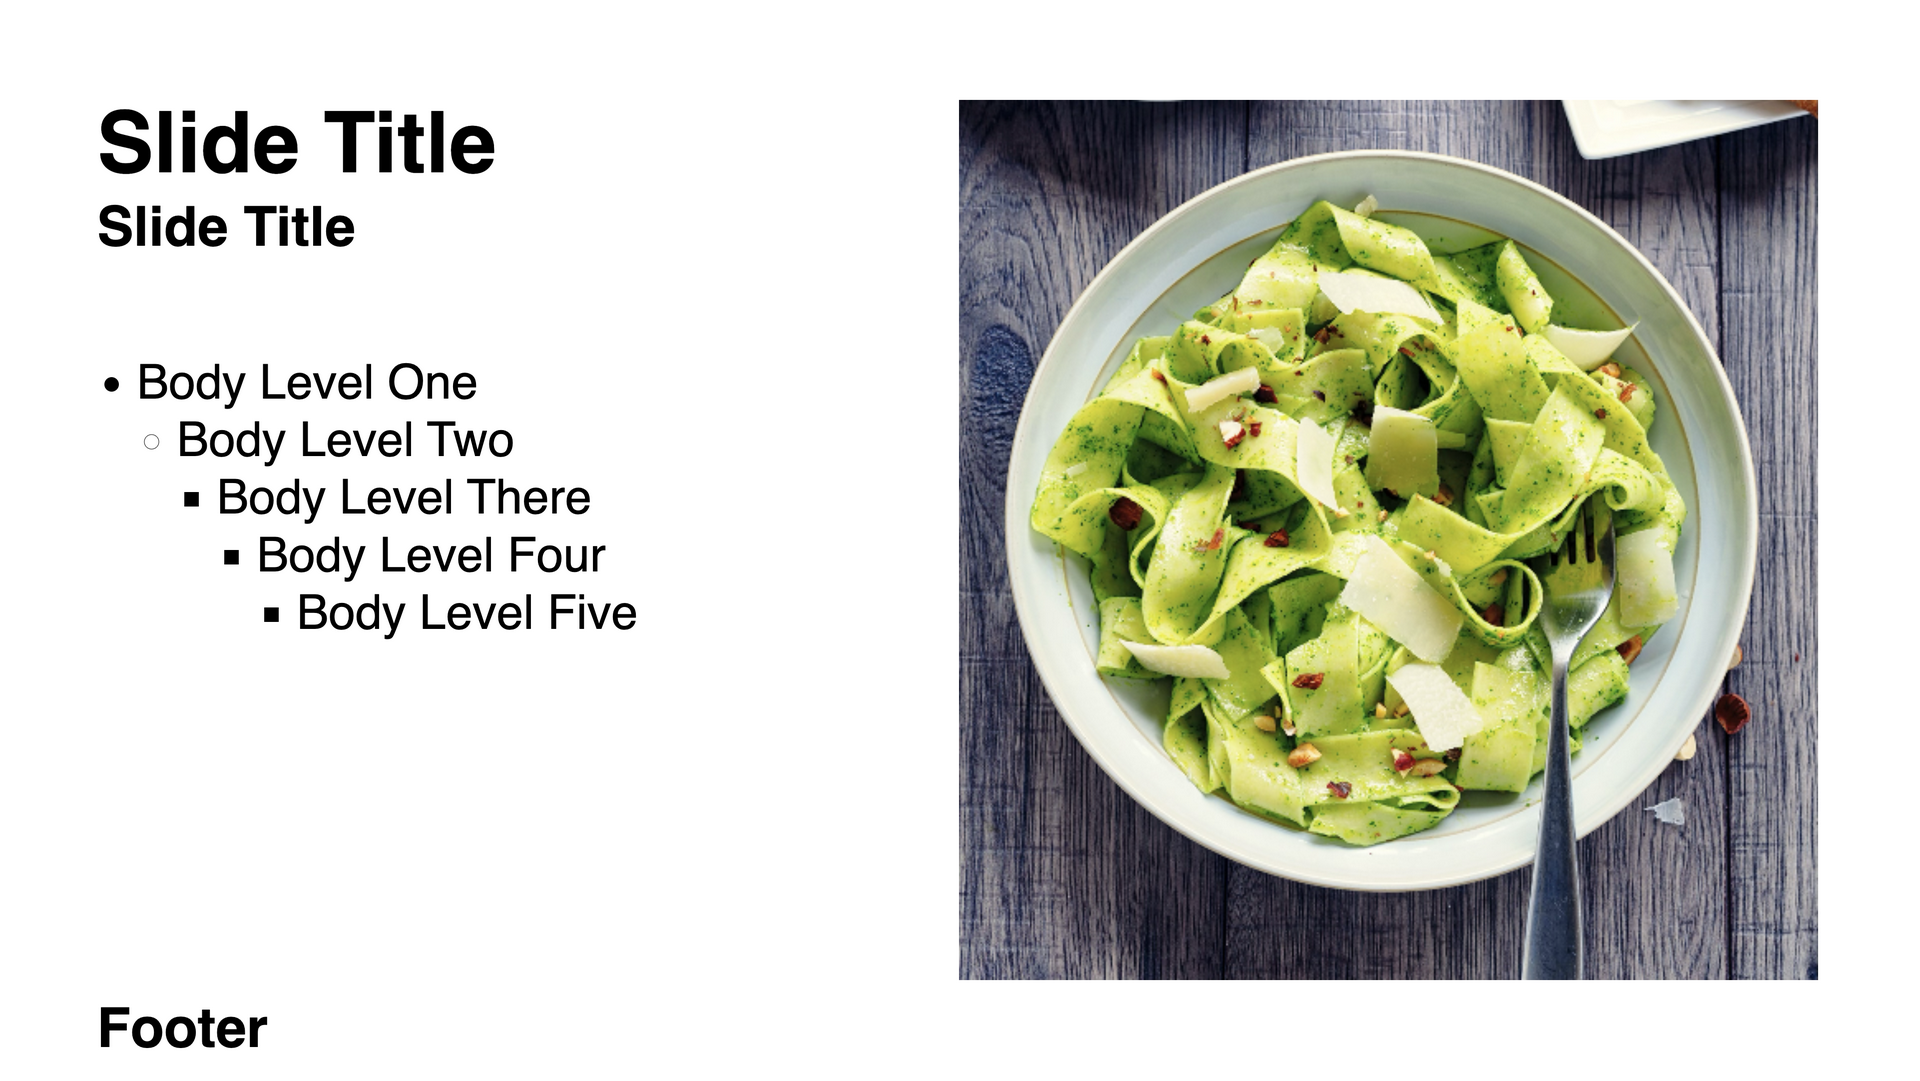 Slide Title
Slide Title
• Body Level One
○ Body Level Two
▪ Body Level There
▪ Body Level Four
▪ Body Level Five
Footer